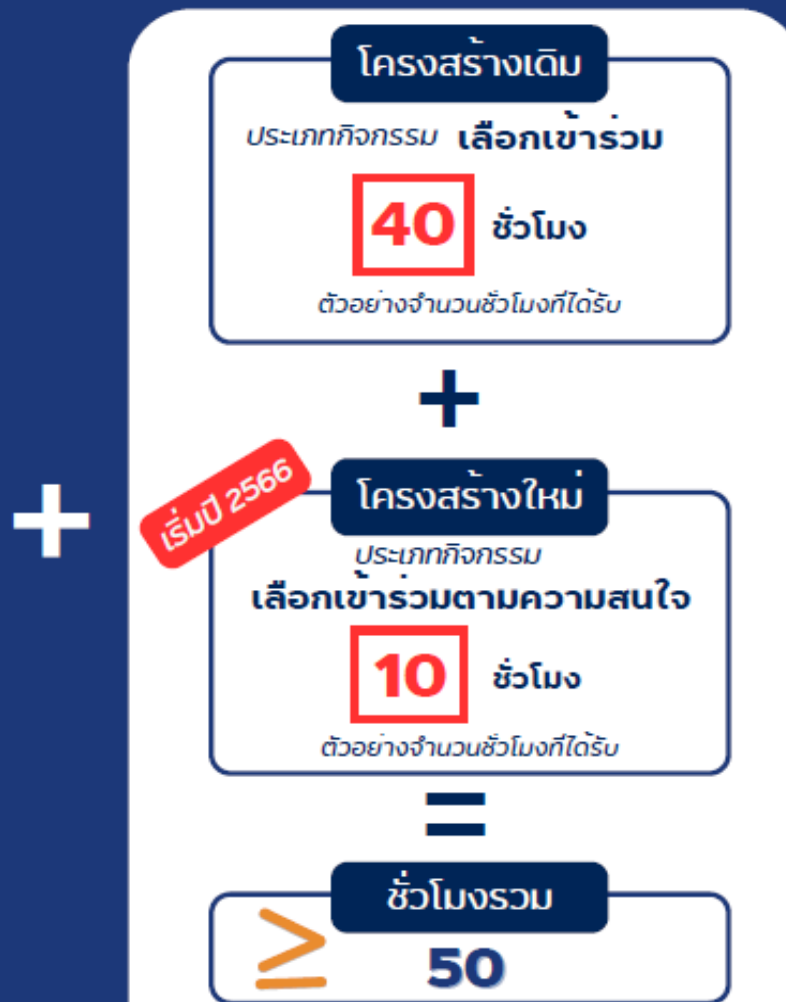 โครงสร้างเดิม
ประเภทกิจกรรม เลือกเข้าร่วม
40 ชั่วโมง
ตัวอย่างจำนวนชั่วโมงที่ได้รับ
+
+
เริ่มปี 2566
โครงสร้างใหม่
ประเภทกิจกรรม
เลือกเข้าร่วมตามความสนใจ
10 ชั่วโมง
ตัวอย่างจำนวนชั่วโมงที่ได้รับ
=
ชั่วโมงรวม
≥ 50